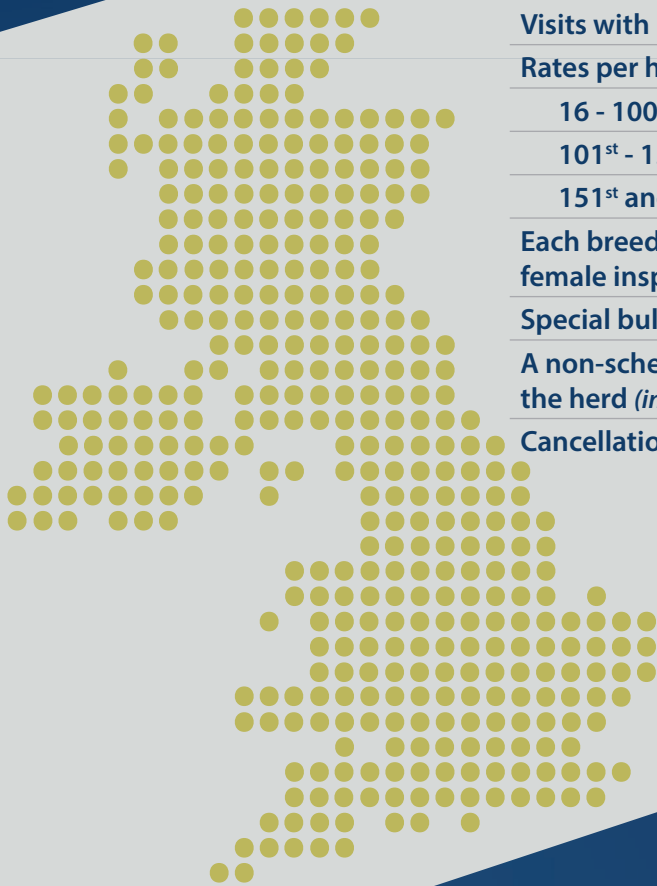 Visits with
Rates per h
16 - 100
101st - 1
151st an
Each breed
female insp
Special bul
A non-sche
the herd (in
Cancellatio